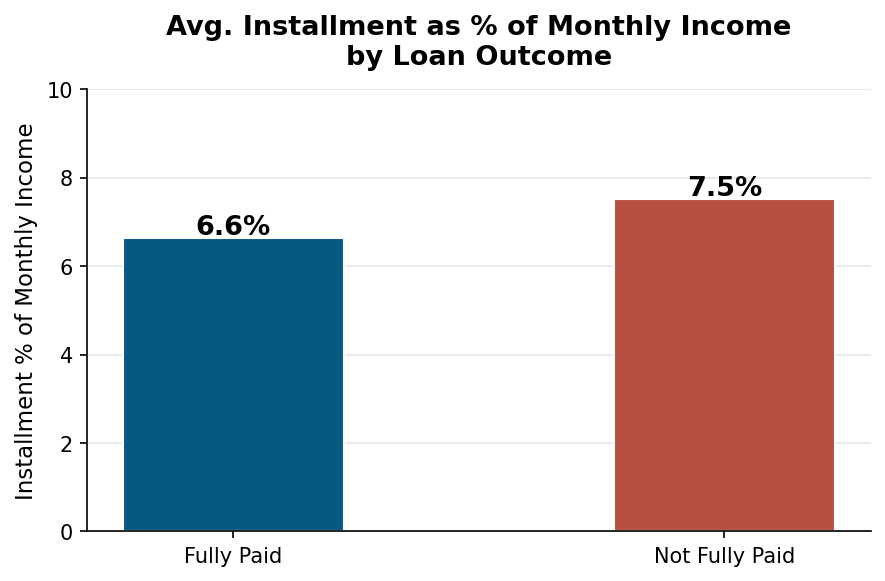 Avg. Installment as % of Monthly Income
by Loan Outcome
Installment % of Monthly Income
10
8
6
4
2
0
6.6%
7.5%
Fully Paid
Not Fully Paid